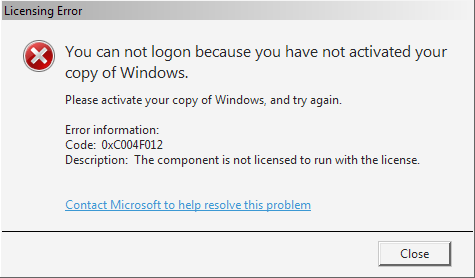 Licensing Error
You can not logon because you have not activated your
copy of Windows.
Please activate your copy of Windows, and try again.
Error information:
Code:  0xC004F012
Description:  The component is not licensed to run with the license.
Contact Microsoft to help resolve this problem
Close